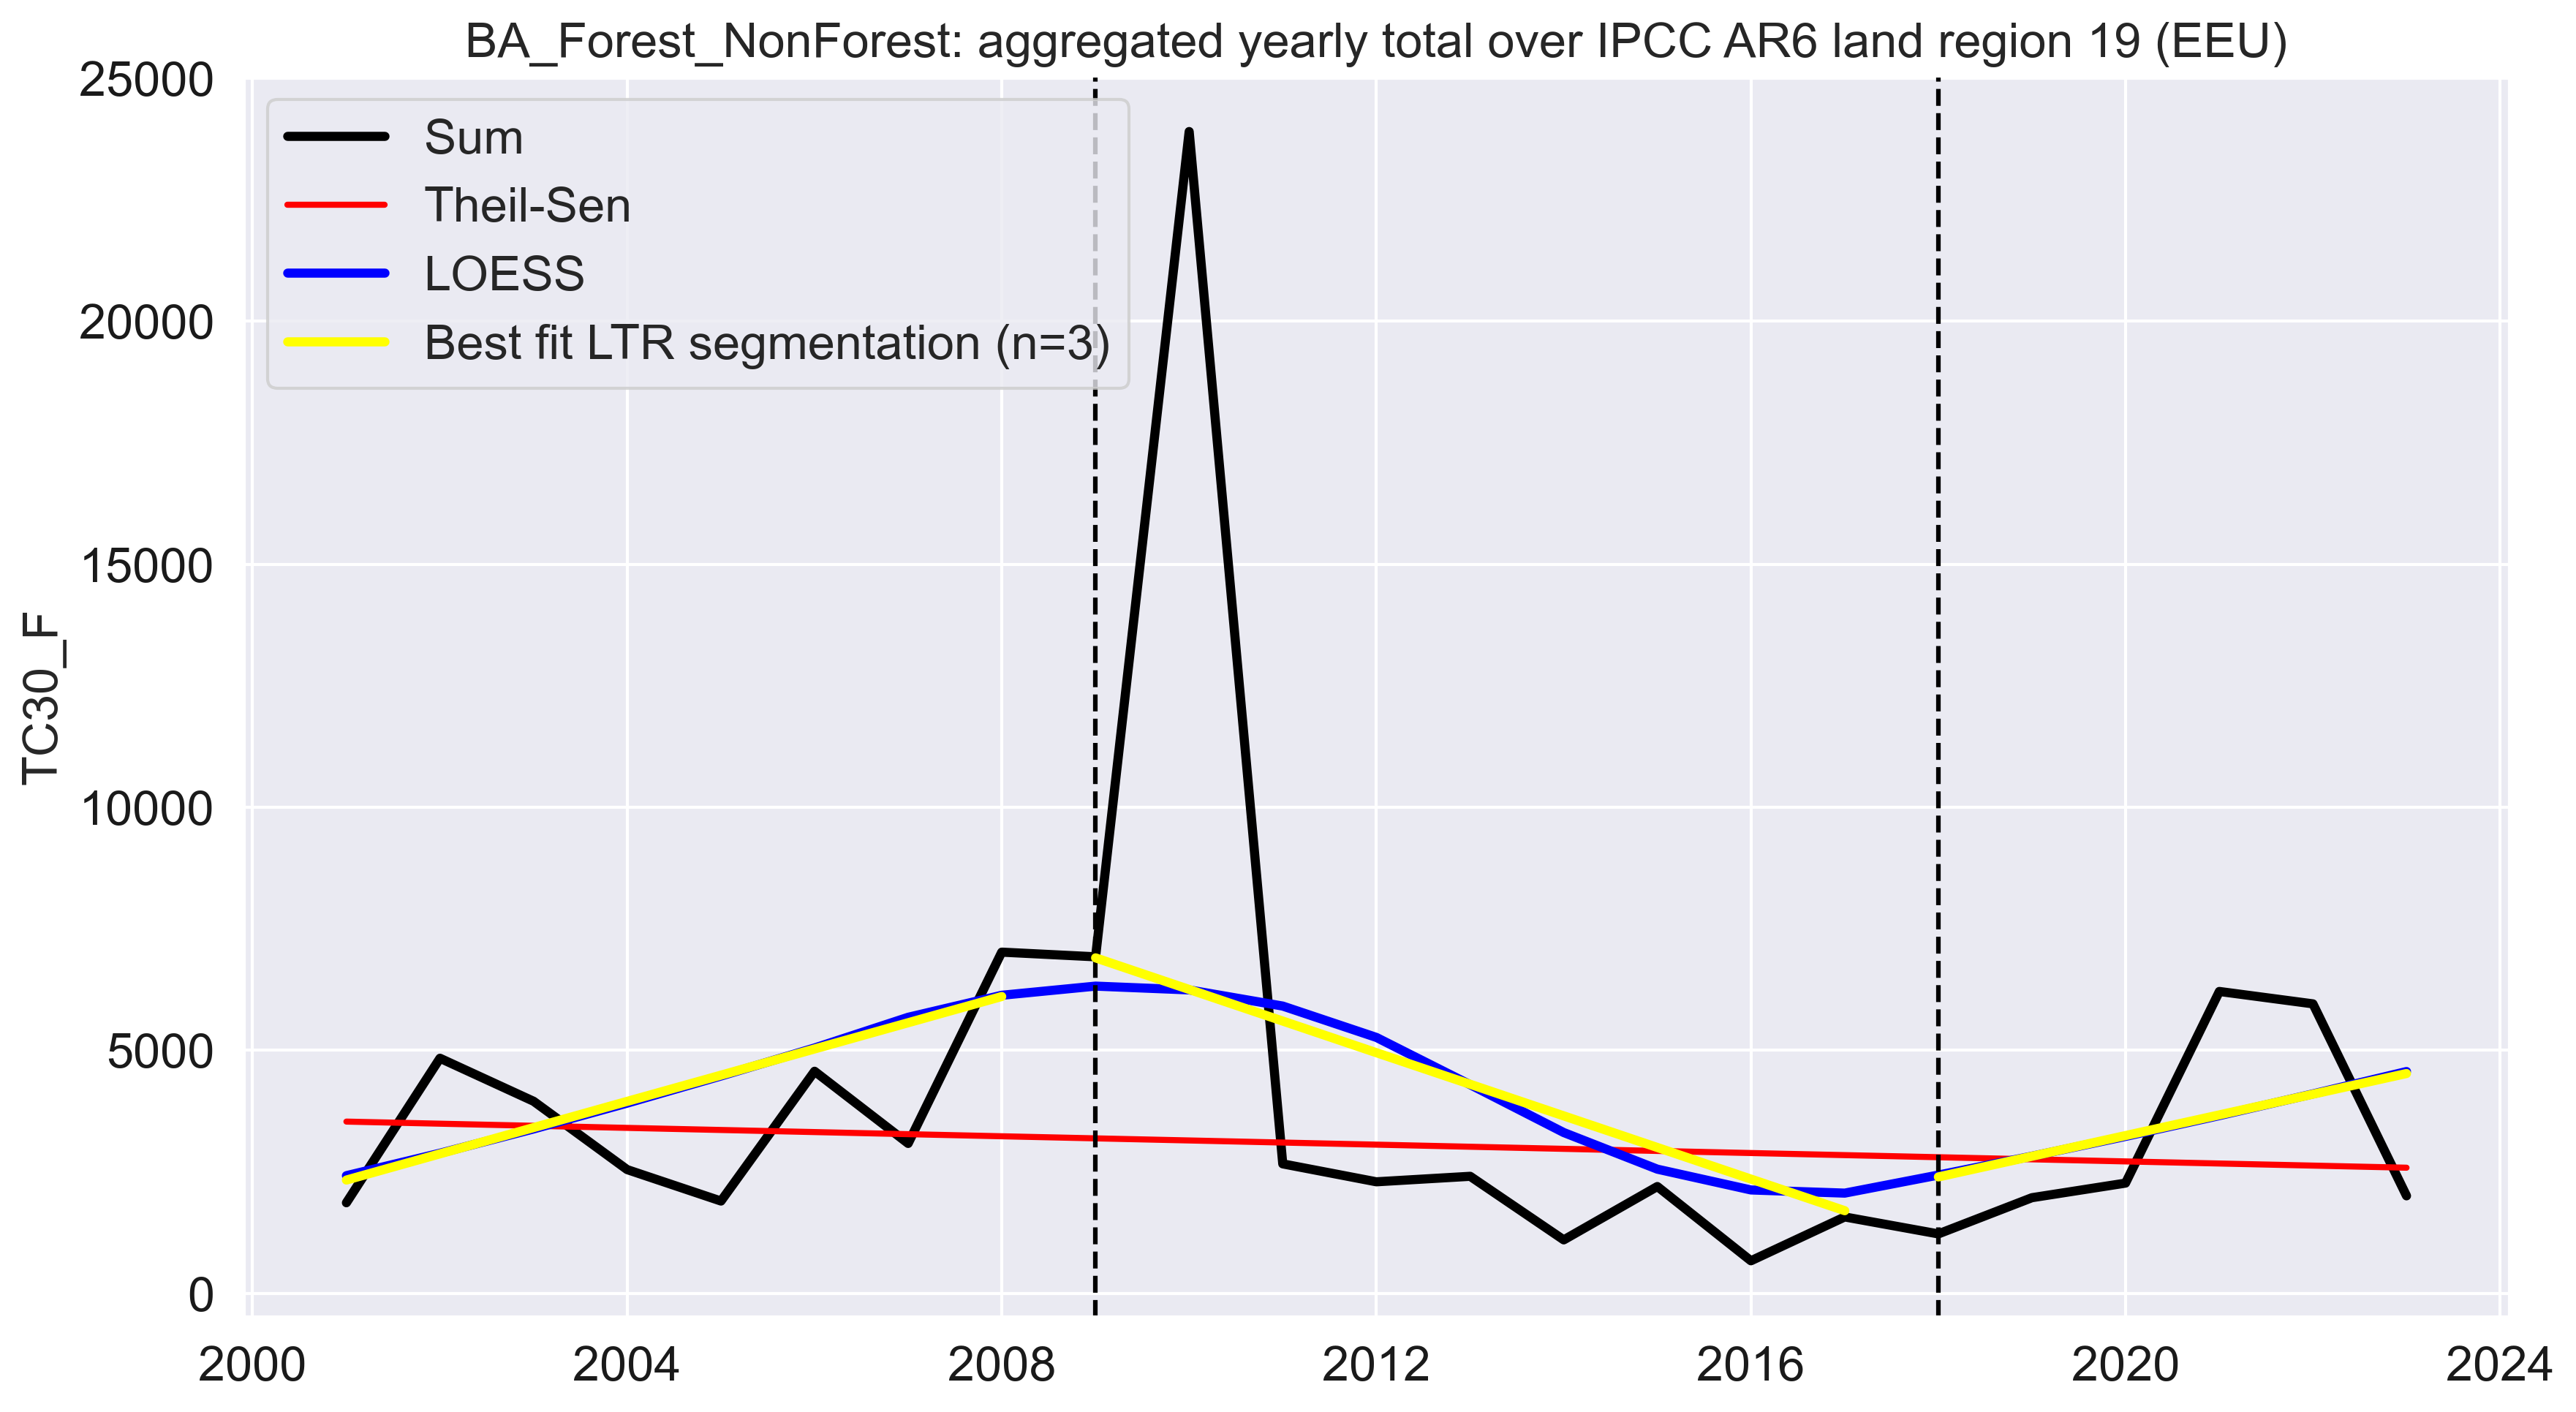 BA_Forest_NonForest: aggregated yearly total over IPCC AR6 land region 19 (EEU)
25000
20000
15000
10000
5000
0
TC30_F
Sum
Theil-Sen
LOESS
Best fit LTR segmentation (n=3)
2000 2004 2008 2012 2016 2020 2024